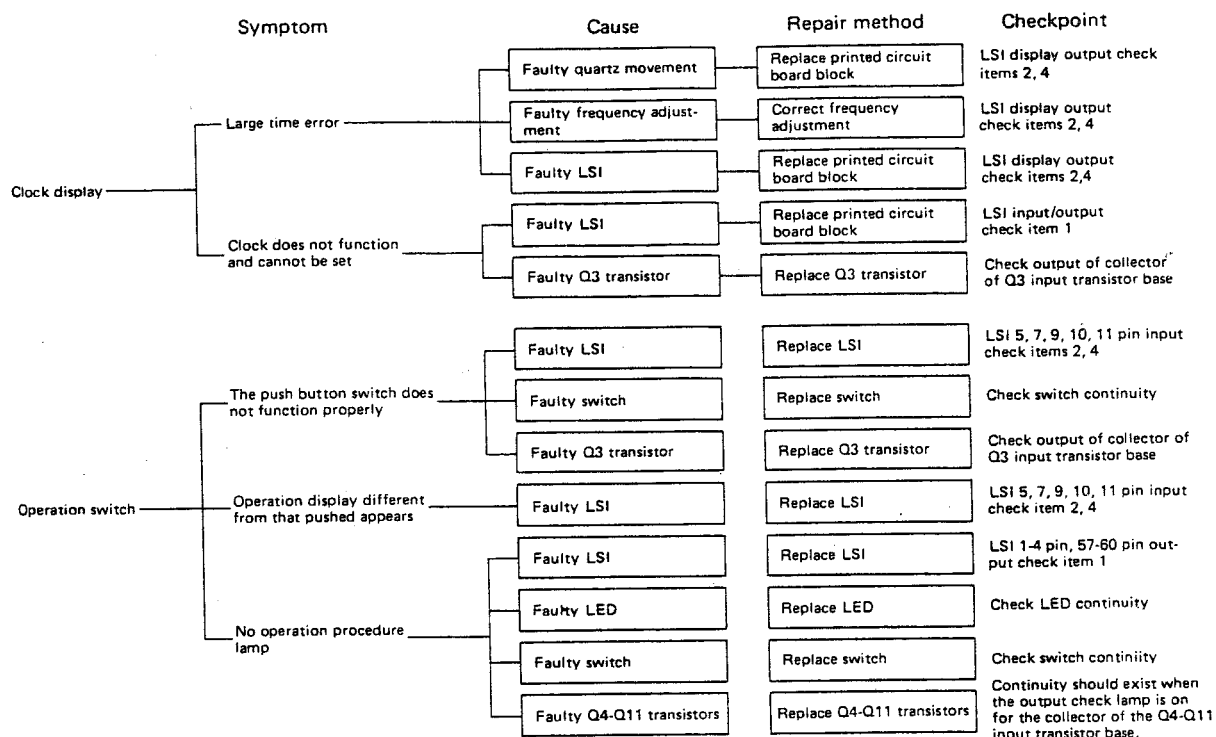 Symptom
Cause
Repair method
Checkpoint
Clock display
Large time error
Faulty quartz movement
Replace printed circuit
board block
LSI display output check
items 2, 4
Faulty frequency adjust-
ment
Correct frequency
adjustment
LSI display output
check items 2, 4
Faulty LSI
Replace printed circuit
board block
LSI display output
check items 2,4
Clock does not function
and cannot be set
Faulty LSI
Replace printed circuit
board block
LSI input/output
check item 1
Faulty Q3 transistor
Replace Q3 transistor
Check output of collector
of Q3 input transistor base
Operation switch
The push button switch does
not function properly
Faulty LSI
Replace LSI
LSI 5, 7, 9, 10, 11 pin input
check items 2, 4
Faulty switch
Replace switch
Check switch continuity
Faulty Q3 transistor
Replace Q3 transistor
Check output of collector of
Q3 input transistor base
Operation display different
from that pushed appears
Faulty LSI
Replace LSI
LSI 5, 7, 9, 10, 11 pin input
check item 2, 4
No operation procedure
lamp
Faulty LSI
Replace LSI
LSI 1-4 pin, 57-60 pin out-
put check item 1
Faulty LED
Replace LED
Check LED continuity
Faulty switch
Replace switch
Check switch continiity
Faulty Q4-Q11 transistors
Replace Q4-Q11 transistors
Continuity should exist when
the output check lamp is on
for the collector of the Q4-Q11
input transistor base.